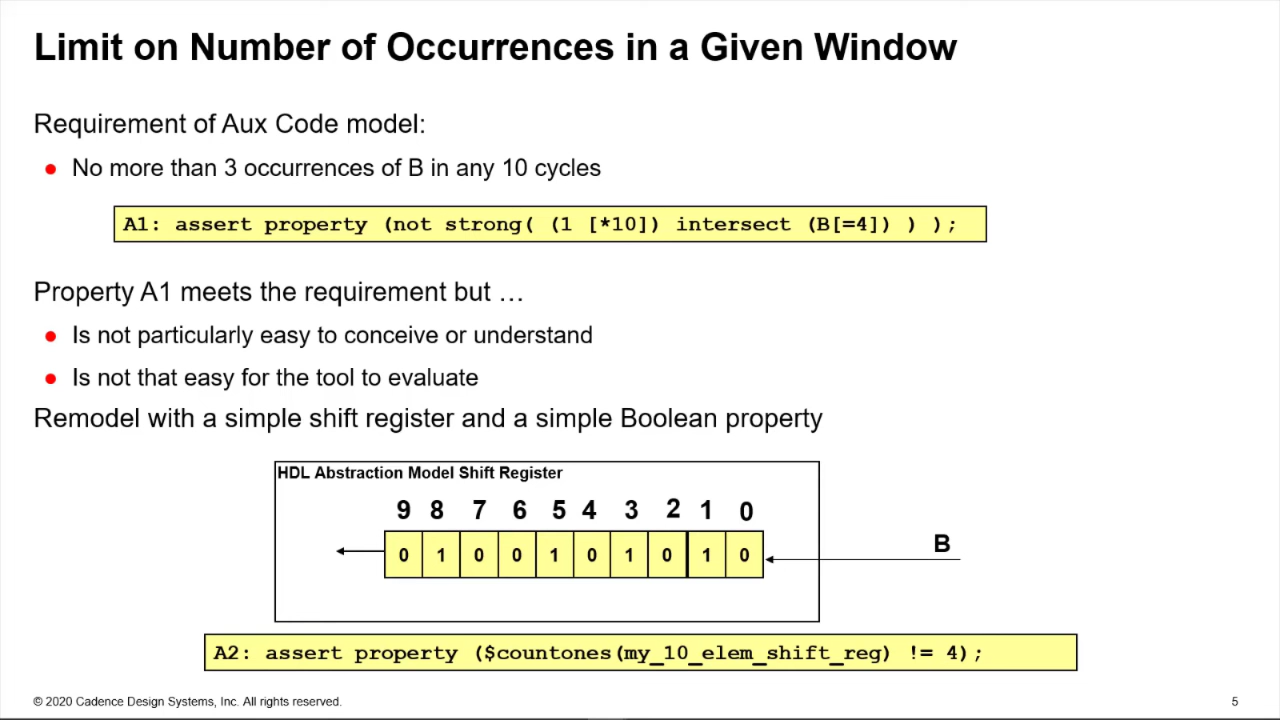 Limit on Number of Occurrences in a Given Window
Requirement of Aux Code model:
● No more than 3 occurrences of B in any 10 cycles
A1: assert property (not strong( (1 [*10]) intersect (B[=4]) ) );
Property A1 meets the requirement but …
● Is not particularly easy to conceive or understand
● Is not that easy for the tool to evaluate
Remodel with a simple shift register and a simple Boolean property
HDL Abstraction Model Shift Register
9 8 7 6 5 4 3 2 1 0
B
0 1 0 0 1 0 1 0 1 0
A2: assert property ($countones(my_10_elem_shift_reg) != 4);
© 2020 Cadence Design Systems, Inc. All rights reserved.
5